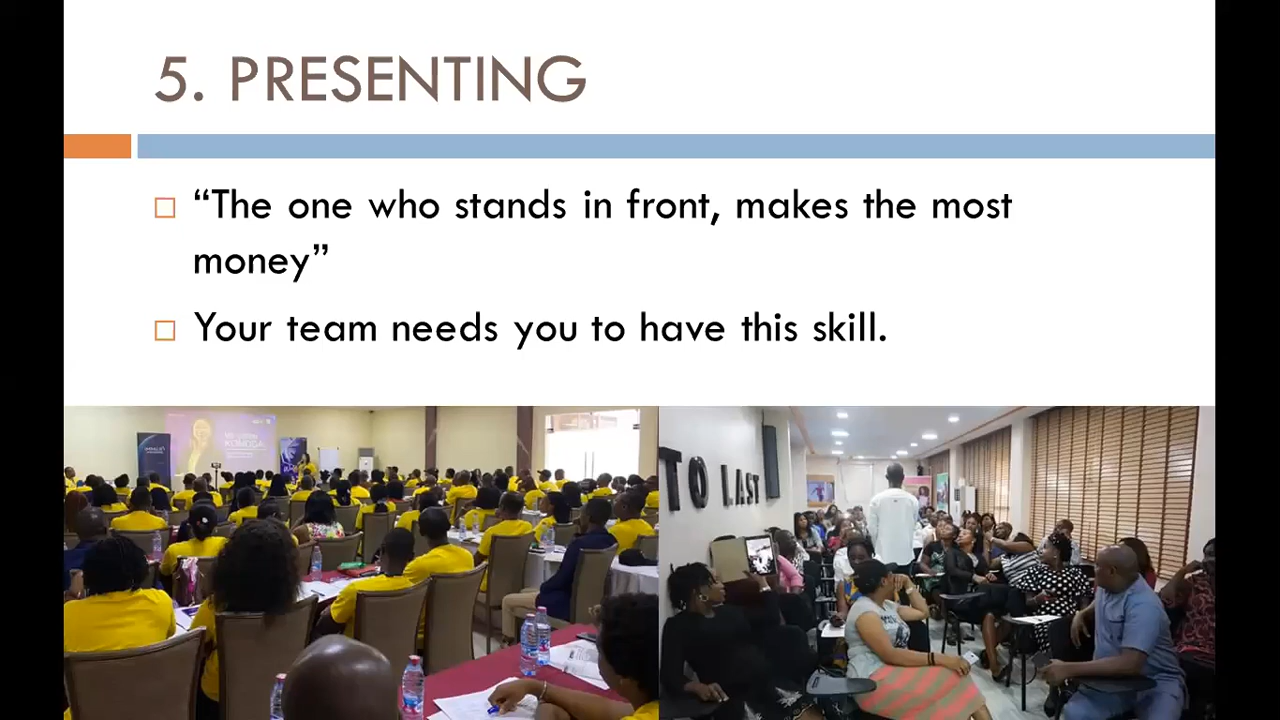 5. PRESENTING
“The one who stands in front, makes the most
money”
Your team needs you to have this skill.
TO LAST